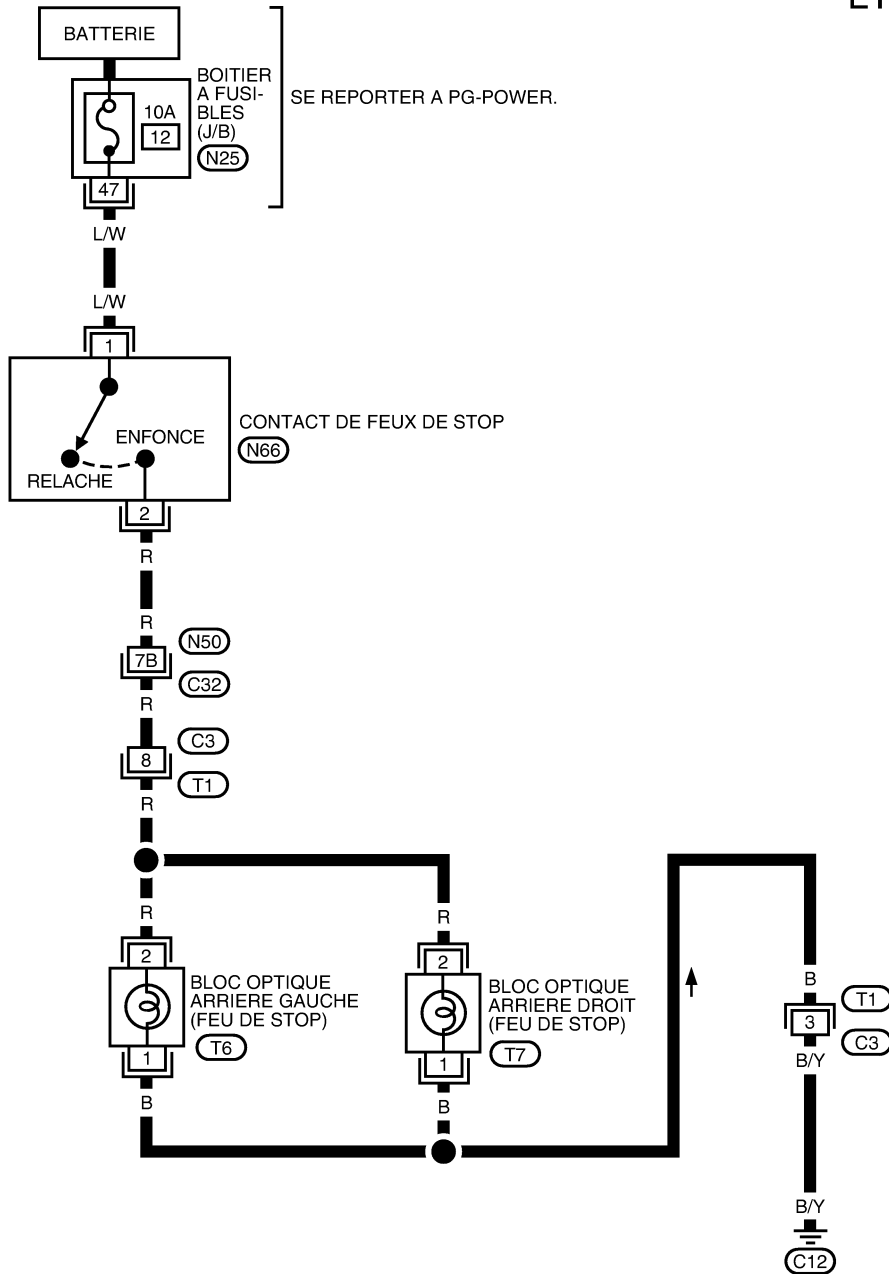 BATTERIE
BOITIER
A FUSI-
BLES
(J/B)
N25
10A
12
SE REPORTER A PG-POWER.
47
L/W
L/W
1
ENFONCE
RELACHE
CONTACT DE FEUX DE STOP
N66
2
R
R
7B
N50
C32
R
8
C3
T1
R
R
2
BLOC OPTIQUE
ARRIERE GAUCHE
(FEU DE STOP)
T6
1
B
R
2
BLOC OPTIQUE
ARRIERE DROIT
(FEU DE STOP)
T7
1
B
B
3
T1
C3
B/Y
B/Y
C12